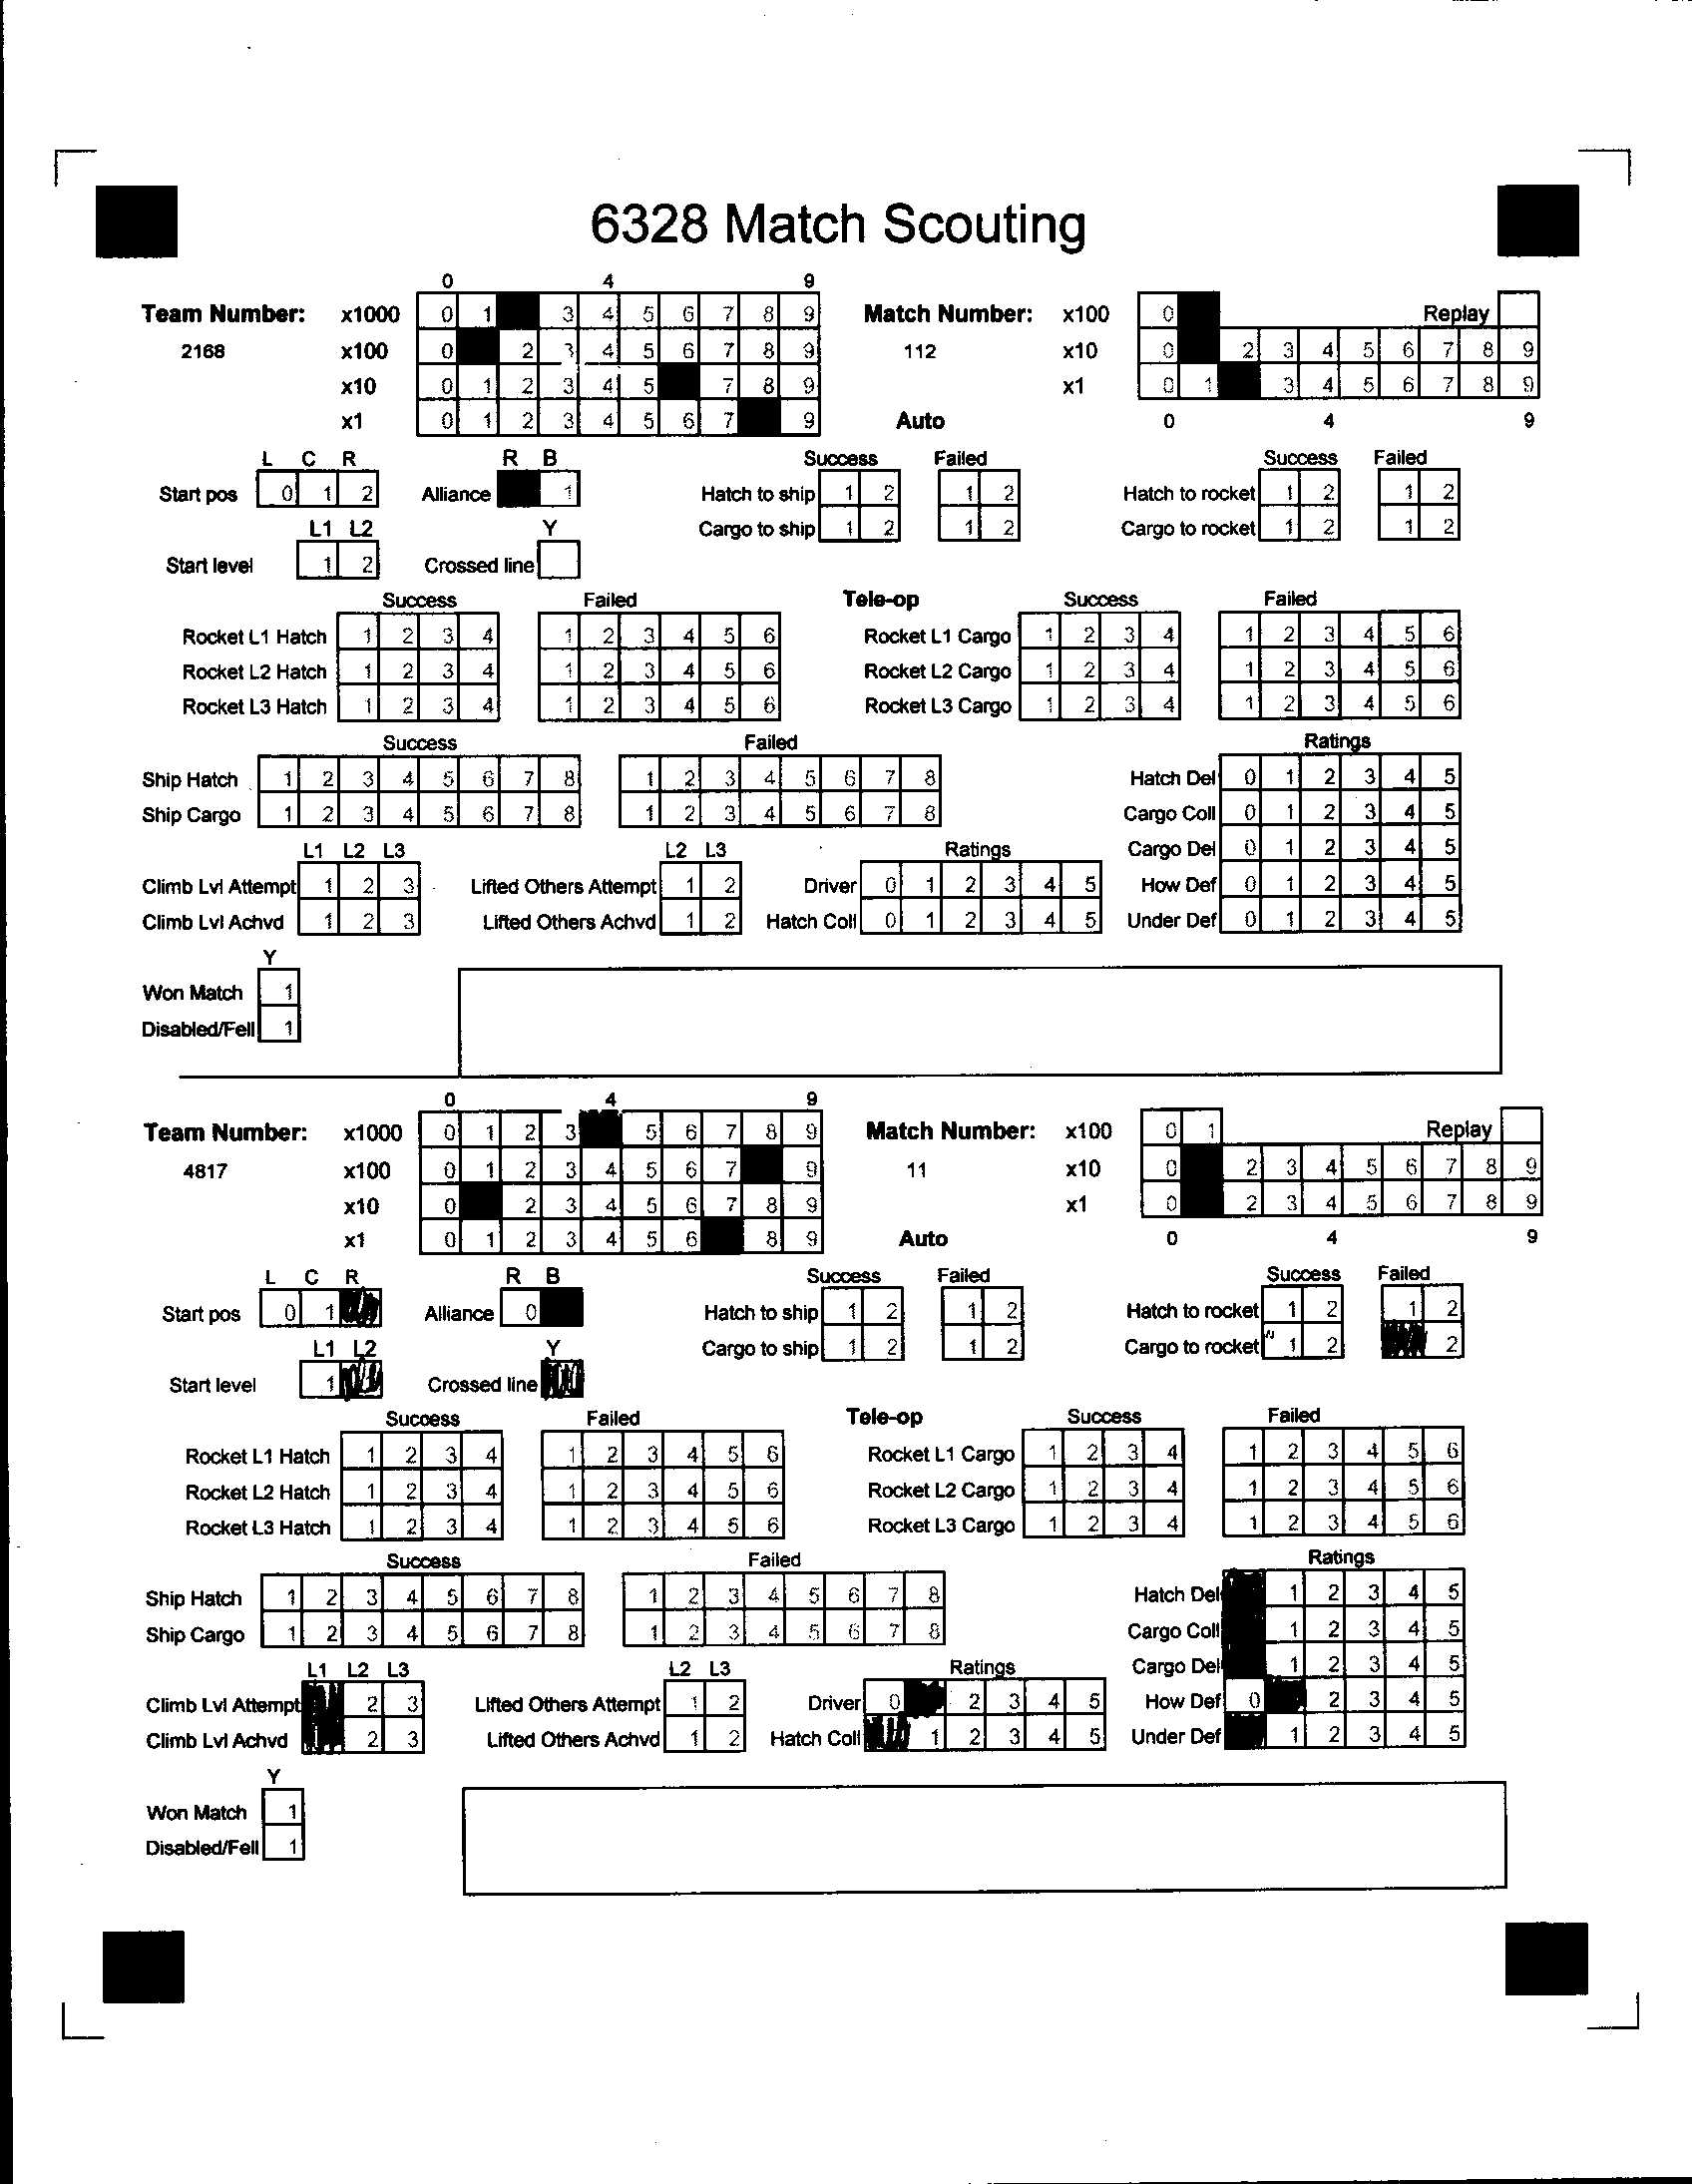 6328 Match Scouting
0 4 9
Team Number: x1000 0 1 3 4 5 6 7 8 9 Match Number: x100 0 Replay
2168 x100 0 2 3 4 5 6 7 8 9 112 x10 0 2 3 4 5 6 7 8 9
x10 0 1 2 3 4 5 7 8 9 x1 0 1 3 4 5 6 7 8 9
x1 0 1 2 3 4 5 6 7 9 Auto 0 4 9
L C R R B Success Failed Success Failed
Start pos 0 1 2 Alliance 1 Hatch to ship 1 2 1 2 Hatch to rocket 1 2 1 2
L1 L2 Y Cargo to ship 1 2 1 2 Cargo to rocket 1 2 1 2
Start level 1 2 Crossed line
Success Failed Tele-op Success Failed
Rocket L1 Hatch 1 2 3 4 1 2 3 4 5 6 Rocket L1 Cargo 1 2 3 4 1 2 3 4 5 6
Rocket L2 Hatch 1 2 3 4 1 2 3 4 5 6 Rocket L2 Cargo 1 2 3 4 1 2 3 4 5 6
Rocket L3 Hatch 1 2 3 4 1 2 3 4 5 6 Rocket L3 Cargo 1 2 3 4 1 2 3 4 5 6
Success Failed Ratings
Ship Hatch 1 2 3 4 5 6 7 8 1 2 3 4 5 6 7 8 Hatch Del 0 1 2 3 4 5
Ship Cargo 1 2 3 4 5 6 7 8 1 2 3 4 5 6 7 8 Cargo Coll 0 1 2 3 4 5
L1 L2 L3 L2 L3 Ratings Cargo Del 0 1 2 3 4 5
Climb Lvl Attempt 1 2 3 Lifted Others Attempt 1 2 Driver 0 1 2 3 4 5 How Def 0 1 2 3 4 5
Climb Lvl Achvd 1 2 3 Lifted Others Achvd 1 2 Hatch Coll 0 1 2 3 4 5 Under Def 0 1 2 3 4 5
Y
Won Match 1
Disabled/Fell 1
0 4 9
Team Number: x1000 0 1 2 3 5 6 7 8 9 Match Number: x100 0 1 Replay
4817 x100 0 1 2 3 4 5 6 7 9 11 x10 0 2 3 4 5 6 7 8 9
x10 0 2 3 4 5 6 7 8 9 x1 0 2 3 4 5 6 7 8 9
x1 0 1 2 3 4 5 6 8 9 Auto 0 4 9
L C R R B Success Failed Success Failed
Start pos 0 1 Alliance 0 Hatch to ship 1 2 1 2 Hatch to rocket 1 2 1 2
L1 L2 Y Cargo to ship 1 2 1 2 Cargo to rocket 1 2 2
Start level 1 Crossed line
Success Failed Tele-op Success Failed
Rocket L1 Hatch 1 2 3 4 1 2 3 4 5 6 Rocket L1 Cargo 1 2 3 4 1 2 3 4 5 6
Rocket L2 Hatch 1 2 3 4 1 2 3 4 5 6 Rocket L2 Cargo 1 2 3 4 1 2 3 4 5 6
Rocket L3 Hatch 1 2 3 4 1 2 3 4 5 6 Rocket L3 Cargo 1 2 3 4 1 2 3 4 5 6
Success Failed Ratings
Ship Hatch 1 2 3 4 5 6 7 8 1 2 3 4 5 6 7 8 Hatch Del 1 2 3 4 5
Ship Cargo 1 2 3 4 5 6 7 8 1 2 3 4 5 6 7 8 Cargo Coll 1 2 3 4 5
L1 L2 L3 L2 L3 Ratings Cargo Del 1 2 3 4 5
Climb Lvl Attempt 2 3 Lifted Others Attempt 1 2 Driver 0 2 3 4 5 How Def 0 2 3 4 5
Climb Lvl Achvd 2 3 Lifted Others Achvd 1 2 Hatch Coll 1 2 3 4 5 Under Def 1 2 3 4 5
Y
Won Match 1
Disabled/Fell 1